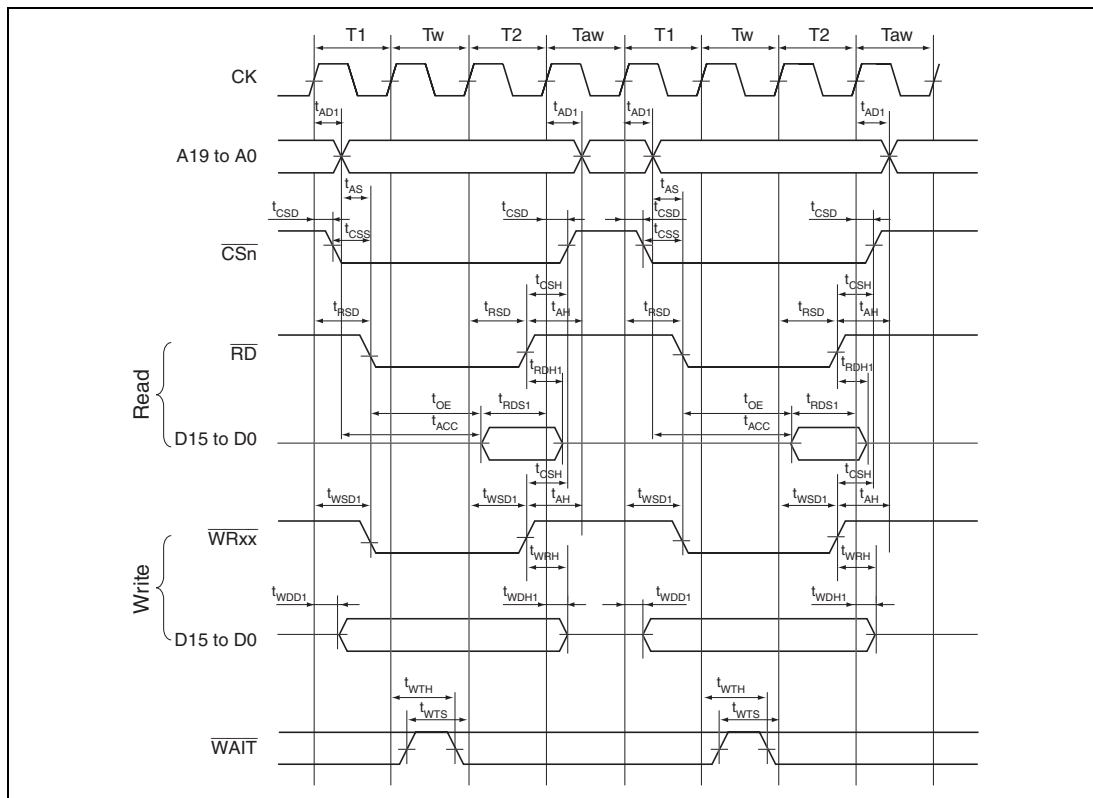 T1 Tw T2 Taw T1 Tw T2 Taw
CK
tAD1 tAD1 tAD1 tAD1
A19 to A0
tAS tAS
tCSD tCSD tCSD tCSD
tCSS tCSS
CSn
tCSH tCSH
tRSD tRSD tAH tRSD tRSD tAH
RD
tRDH1 tRDH1
Read
tOE tRDS1 tOE tRDS1
tACC tACC
D15 to D0
tCSH tCSH
tWSD1 tWSD1 tAH tWSD1 tWSD1 tAH
WRxx
tWRH tWRH
Write
tWDD1 tWDH1 tWDD1 tWDH1
D15 to D0
tWTH tWTH
tWTS tWTS
WAIT